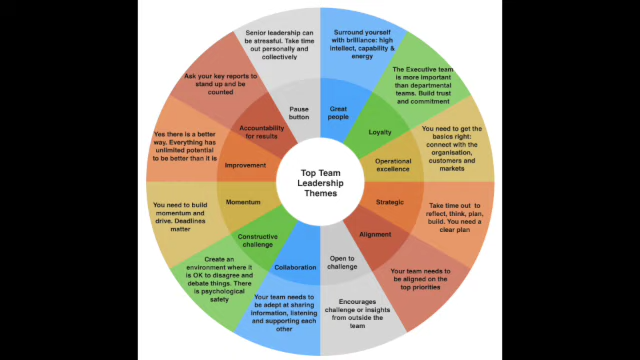 Top Team
Leadership
Themes
Great
people
Surround yourself
with brilliance: high
intellect, capability &
energy
Loyalty
The Executive team
is more important
than departmental
teams. Build trust
and commitment
Operational
excellence
You need to get the
basics right:
connect with the
organisation,
customers and
markets
Strategic
Take time out to
reflect, think, plan,
build. You need a
clear plan
Alignment
Your team needs to
be aligned on the
top priorities
Open to
challenge
Encourages
challenge or insights
from outside the
team
Collaboration
Your team needs to
be adept at sharing
information, listening
and supporting each
other
Constructive
challenge
Create an
environment where it
is OK to disagree and
debate things. There
is psychological
safety
Momentum
You need to build
momentum and
drive. Deadlines
matter
Improvement
Yes there is a better
way. Everything has
unlimited potential
to be better than it is
Accountability
for results
Ask your key reports to
stand up and be
counted
Pause
button
Senior leadership can
be stressful. Take time
out personally and
collectively